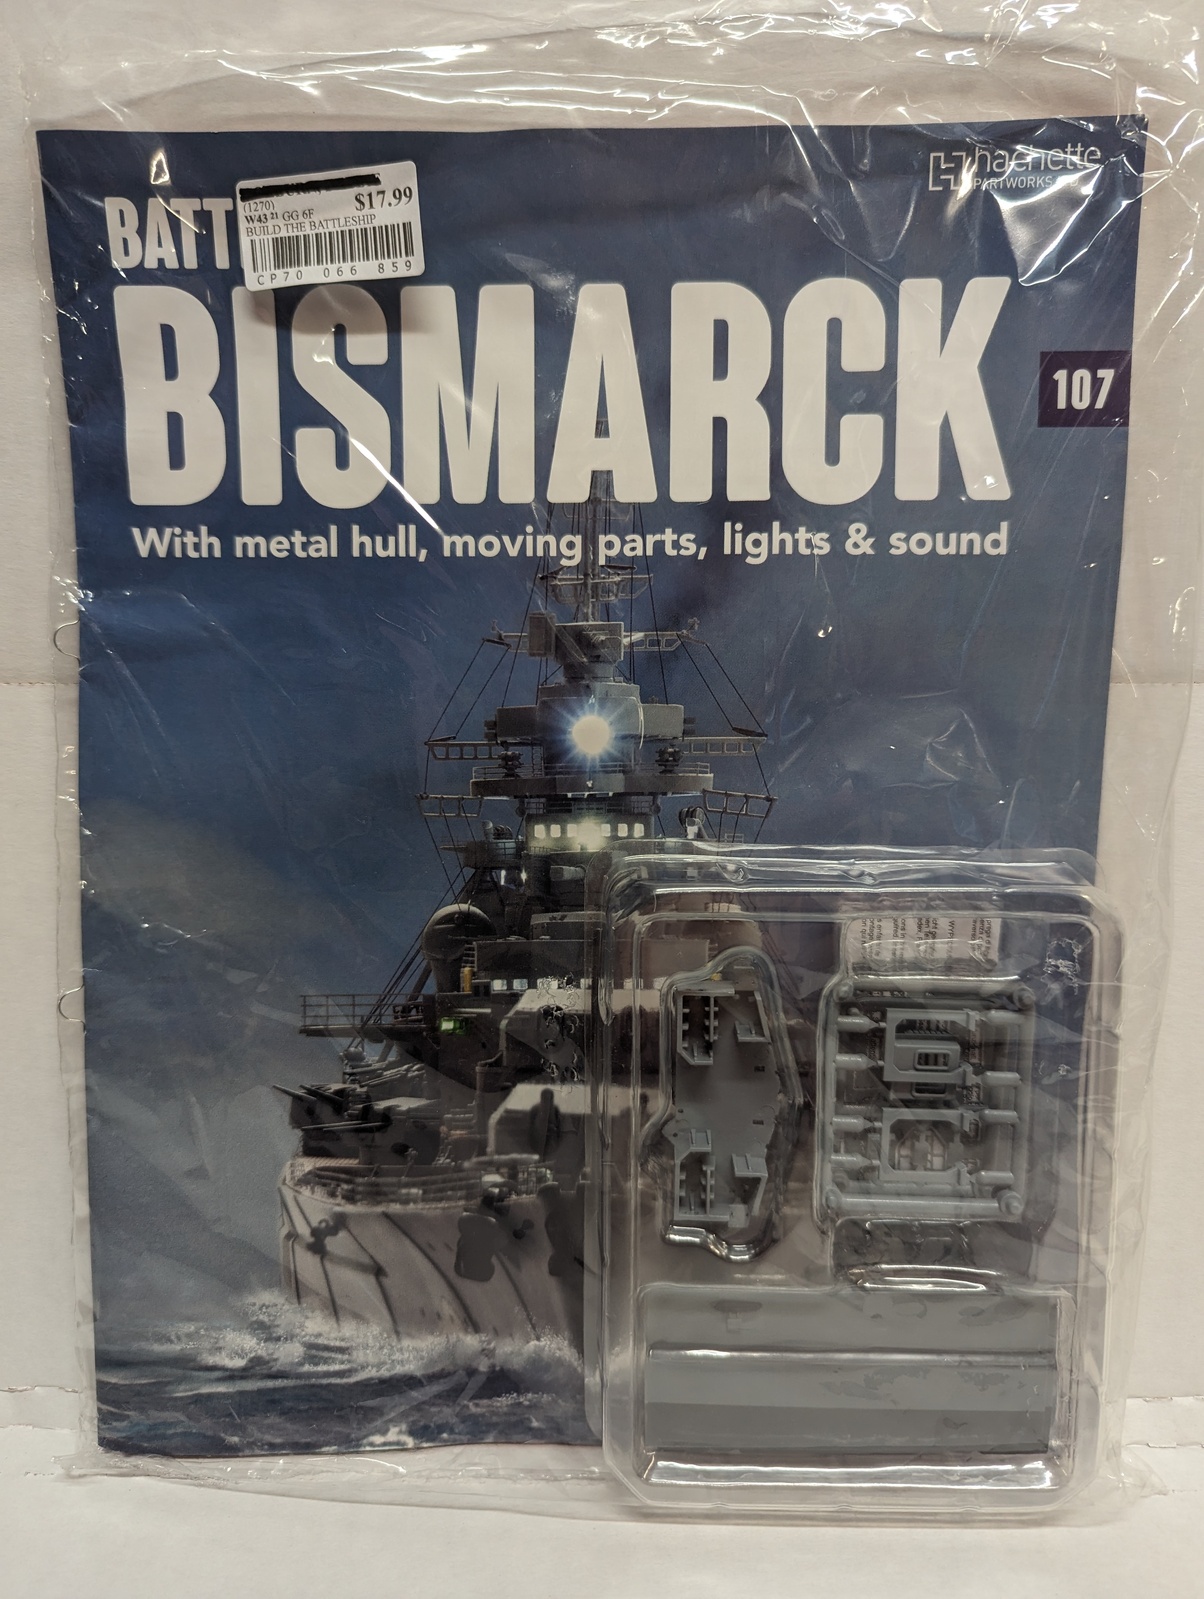 hachette
PARTWORKS LTD
(1270)
$17.99
W43 21 GG 6F
BUILD THE BATTLESHIP
CP70 066 859
BATT
BISMARCK
107
With metal hull, moving parts, lights & sound